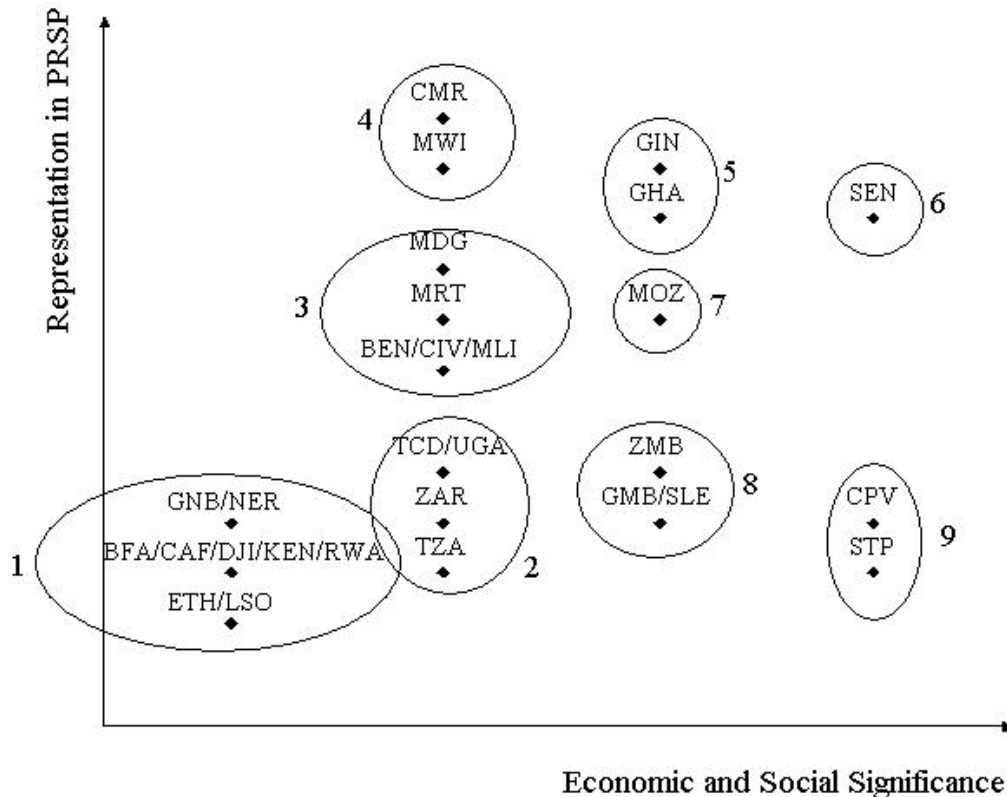 Representation in PRSP
CMR
4
MWI
GIN
5
GHA
SEN
6
MDG
3
MRT
MOZ
7
BEN/CIV/MLI
TCD/UGA
ZMB
GNB/NER
ZAR
GMB/SLE
8
CPV
1
BFA/CAF/DJI/KEN/RWA
TZA
2
STP
9
ETH/LSO
Economic and Social Significance